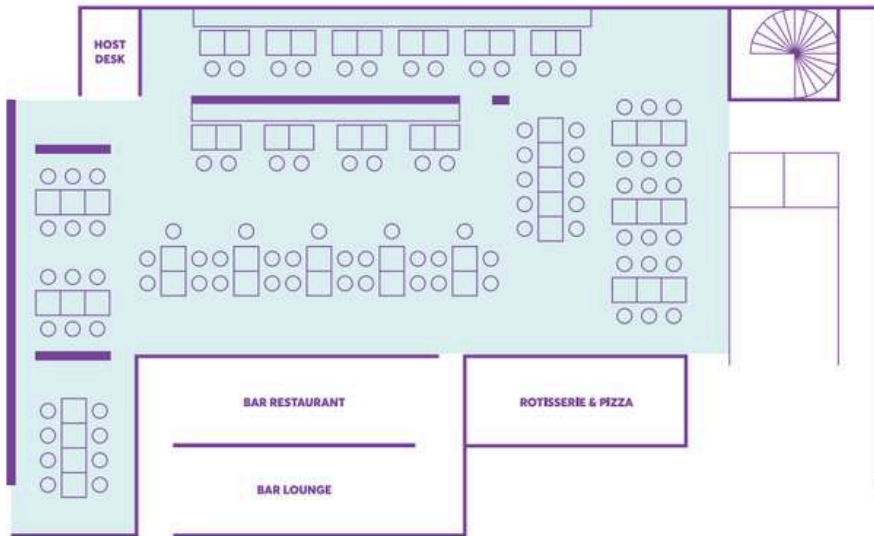 HOST
DESK
BAR RESTAURANT
ROTISSERIE & PIZZA
BAR LOUNGE